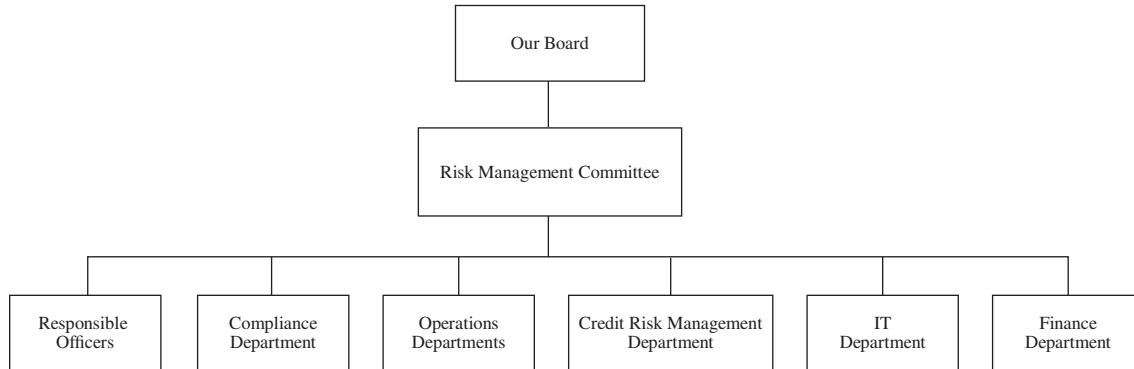 Our Board
Risk Management Committee
Responsible
Officers
Compliance
Department
Operations
Departments
Credit Risk Management
Department
IT
Department
Finance
Department